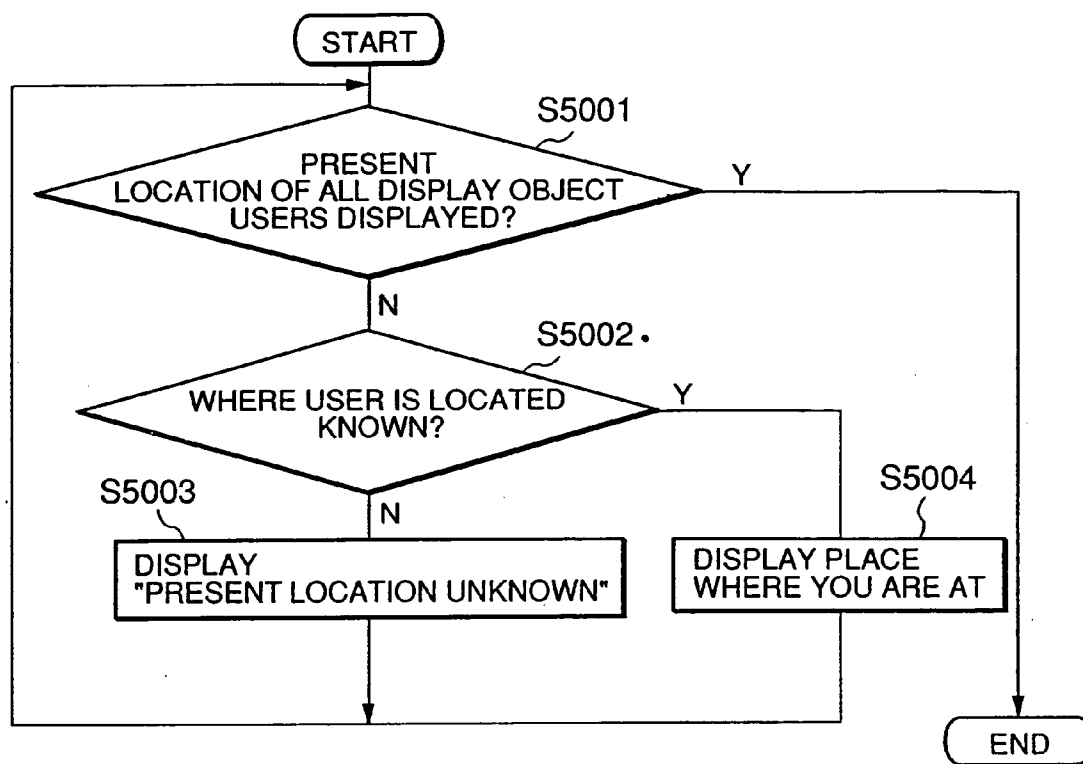 START
S5001
PRESENT
LOCATION OF ALL DISPLAY OBJECT
USERS DISPLAYED?
Y
N
S5002
WHERE USER IS LOCATED
KNOWN?
Y
N
S5003
DISPLAY
"PRESENT LOCATION UNKNOWN"
S5004
DISPLAY PLACE
WHERE YOU ARE AT
END